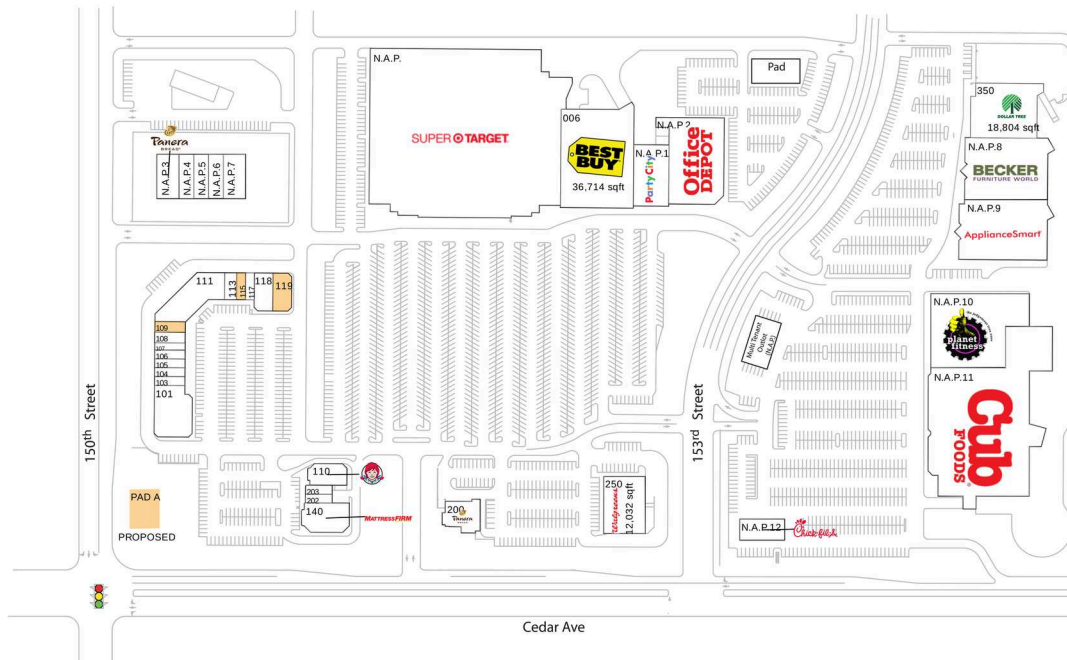 N.A.P.
SUPER TARGET
006
BEST
BUY
36,714 sqft
N.A.P.1
PartyCity
N.A.P.2
Office
DEPOT
Pad
350
DOLLAR TREE
18,804 sqft
N.A.P.8
BECKER
FURNITURE WORLD
N.A.P.9
ApplianceSmart
Panera
BREAD
N.A.P.3
N.A.P.4
N.A.P.5
N.A.P.6
N.A.P.7
111
113
115
117
118
119
109
108
107
106
105
104
103
101
150th Street
Multi Tenant
Outlot
(N.A.P)
153rd Street
N.A.P.10
planet
fitness
N.A.P.11
Cub
FOODS
PAD A
PROPOSED
110
203
202
140
MATTRESSFIRM
200
Panera
250
Walgreens
12,032 sqft
N.A.P.12
Chick-fil-&
Cedar Ave